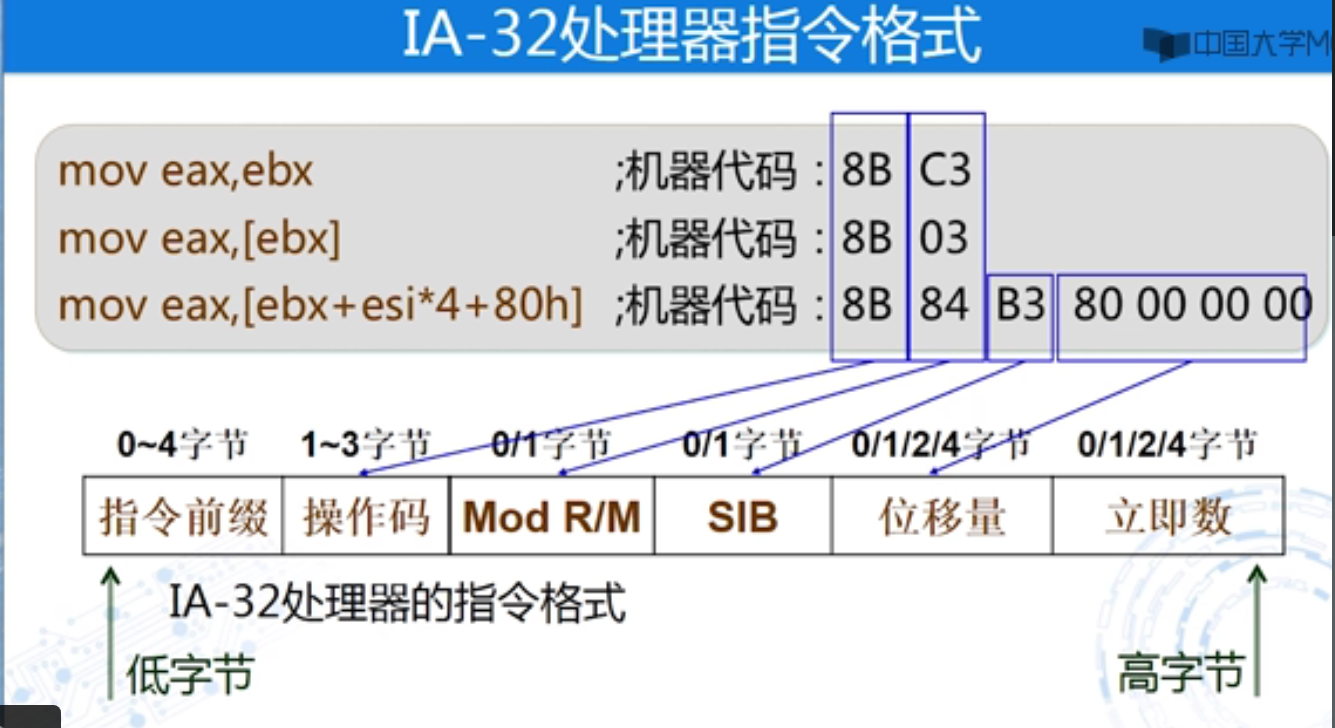 IA-32处理器指令格式
中国大学M
mov eax,ebx ;机器代码：8B C3
mov eax,[ebx] ;机器代码：8B 03
mov eax,[ebx+esi*4+80h] ;机器代码：8B 84 B3 80 00 00 00
0~4字节 1~3字节 0/1字节 0/1字节 0/1/2/4字节 0/1/2/4字节
指令前缀 操作码 Mod R/M SIB 位移量 立即数
IA-32处理器的指令格式
低字节 高字节